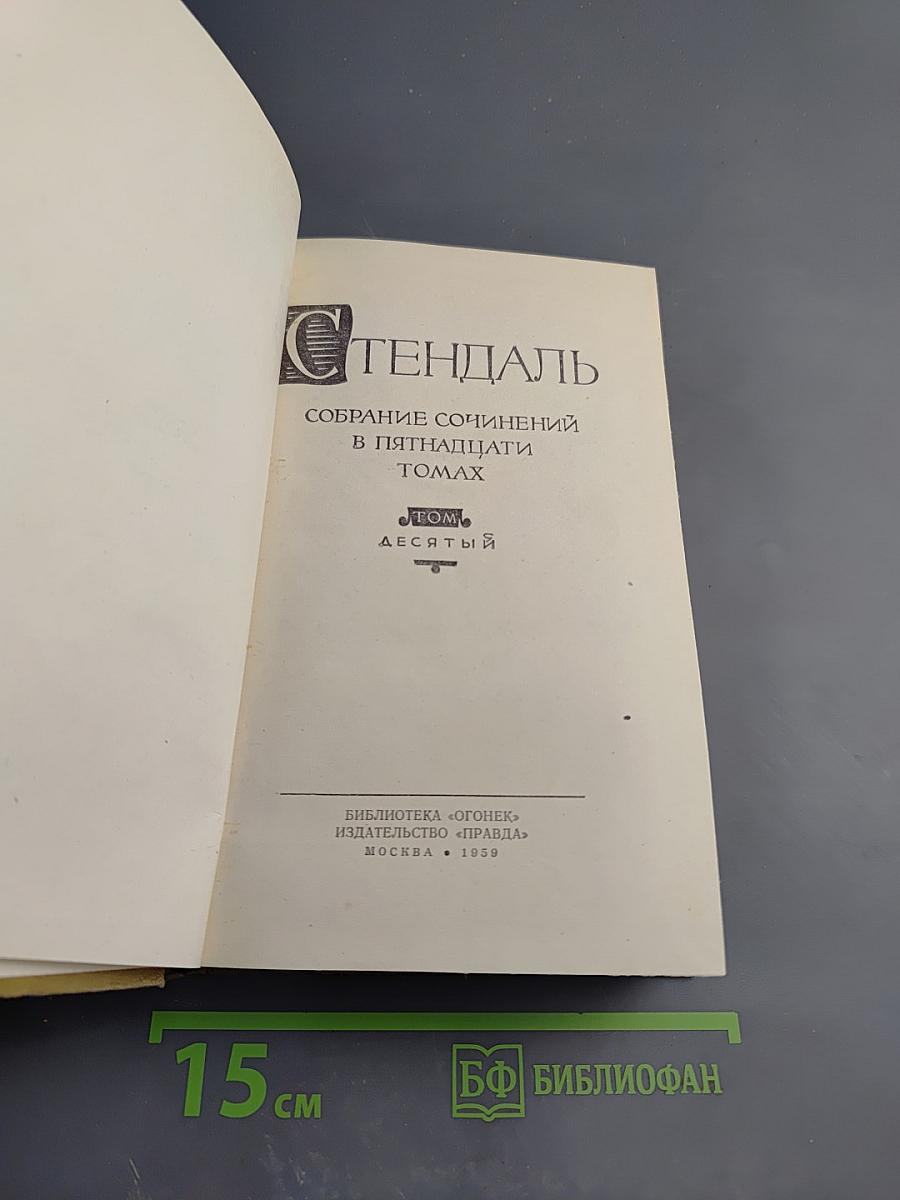 СТЕНДАЛЬ
СОБРАНИЕ СОЧИНЕНИЙ
В ПЯТНАДЦАТИ
ТОМАХ
ТОМ
ДЕСЯТЫЙ
БИБЛИОТЕКА «ОГОНЕК»
ИЗДАТЕЛЬСТВО «ПРАВДА»
МОСКВА • 1959
15 см
БФ БИБЛИОФАН